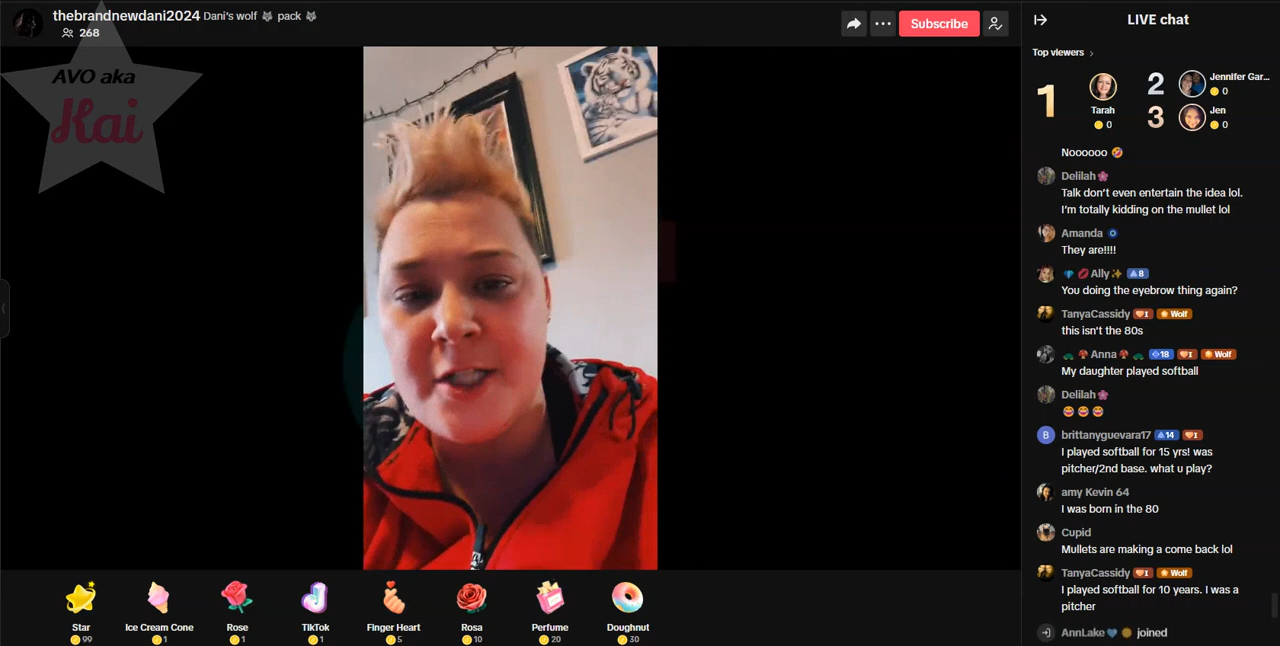 thebrandnewdani2024 Dani's wolf 🐺 pack 🐺
268
Subscribe
AVO aka
Kai
LIVE chat
Top viewers
1
Tarah
0
2
Jennifer Gar...
0
3
Jen
0
Noooooo 🤣
Delilah🌸
Talk don't even entertain the idea lol.
I'm totally kidding on the mullet lol
Amanda
They are!!!!
💎 💋 Ally✨ 8
You doing the eyebrow thing again?
TanyaCassidy I Wolf
this isn't the 80s
Anna 18 I Wolf
My daughter played softball
Delilah🌸
😂 😂 😂
B
brittanyguevara17 14 I
I played softball for 15 yrs! was
pitcher/2nd base. what u play?
amy Kevin 64
I was born in the 80
Cupid
Mullets are making a come back lol
TanyaCassidy I Wolf
I played softball for 10 years. I was a
pitcher
AnnLake joined
Star
99
Ice Cream Cone
1
Rose
1
TikTok
1
Finger Heart
5
Rosa
10
Perfume
20
Doughnut
30